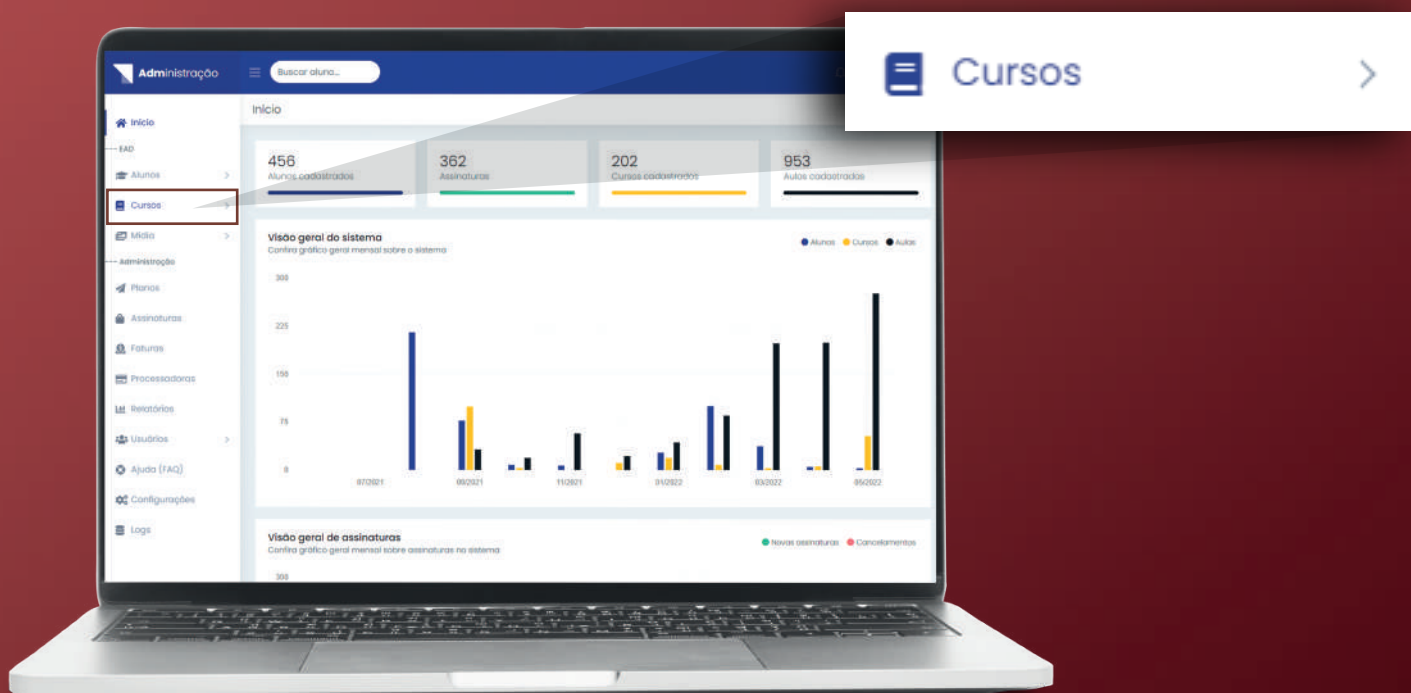 Cursos
Administração
Buscar aluno...
Início
Início
--- EAD
Alunos
Cursos
Mídia
--- Administração
Planos
Assinaturas
Faturas
Processadoras
Relatórios
Usuários
Ajuda (FAQ)
Configurações
Logs
456
Alunos cadastrados
362
Assinaturas
202
Cursos cadastrados
953
Aulas cadastradas
Visão geral do sistema
Confira gráfico geral mensal sobre o sistema
Alunos Cursos Aulas
300
225
150
75
0
07/2021 09/2021 11/2021 01/2022 03/2022 05/2022
Visão geral de assinaturas
Confira gráfico geral mensal sobre assinaturas no sistema
Novas assinaturas Cancelamentos
300